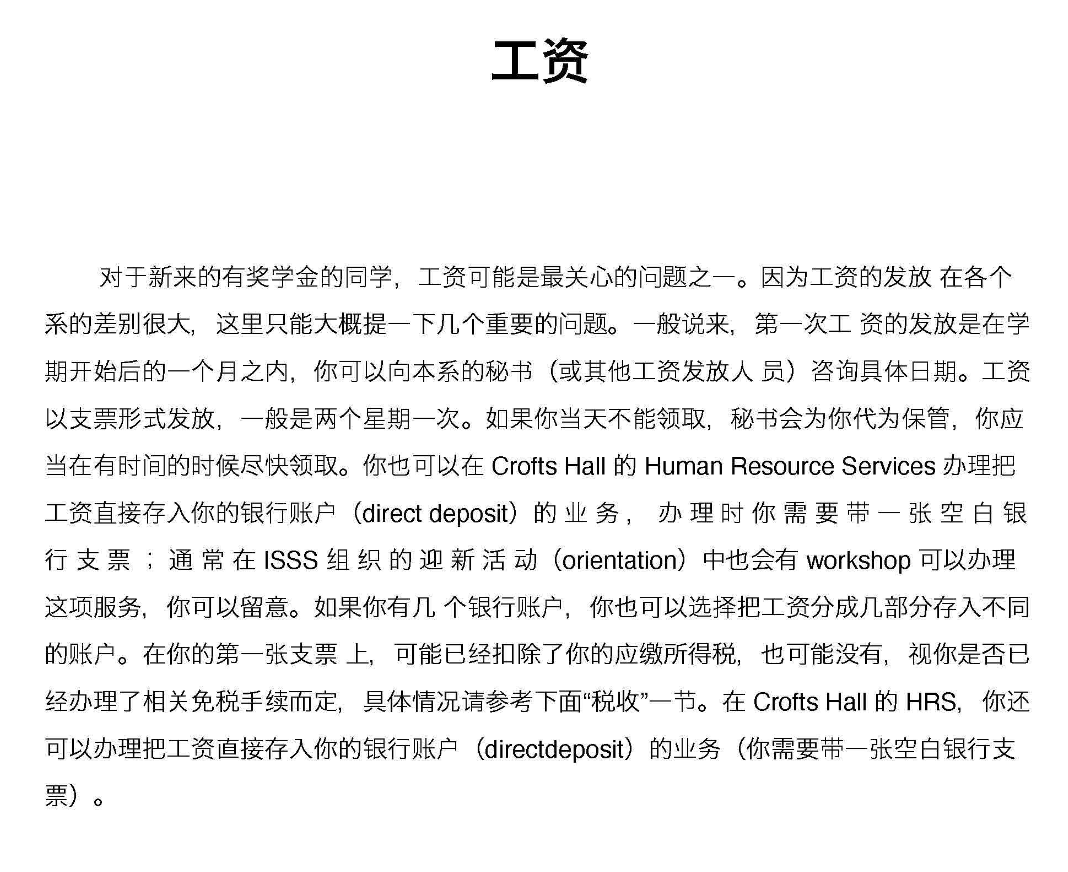 工资
对于新来的有奖学金的同学，工资可能是最关心的问题之一。因为工资的发放 在各个
系的差别很大，这里只能大概提一下几个重要的问题。一般说来，第一次工 资的发放是在学
期开始后的一个月之内，你可以向本系的秘书（或其他工资发放人 员）咨询具体日期。工资
以支票形式发放，一般是两个星期一次。如果你当天不能领取，秘书会为你代为保管，你应
当在有时间的时候尽快领取。你也可以在 Crofts Hall 的 Human Resource Services 办理把
工资直接存入你的银行账户（direct deposit）的 业 务 ， 办 理 时 你 需 要 带 一 张 空 白 银
行 支 票 ；通 常 在 ISSS 组 织 的 迎 新 活 动（orientation）中也会有 workshop 可以办理
这项服务，你可以留意。如果你有几 个银行账户，你也可以选择把工资分成几部分存入不同
的账户。在你的第一张支票 上，可能已经扣除了你的应缴所得税，也可能没有，视你是否已
经办理了相关免税手续而定，具体情况请参考下面“税收”一节。在 Crofts Hall 的 HRS，你还
可以办理把工资直接存入你的银行账户（directdeposit）的业务（你需要带一张空白银行支
票）。